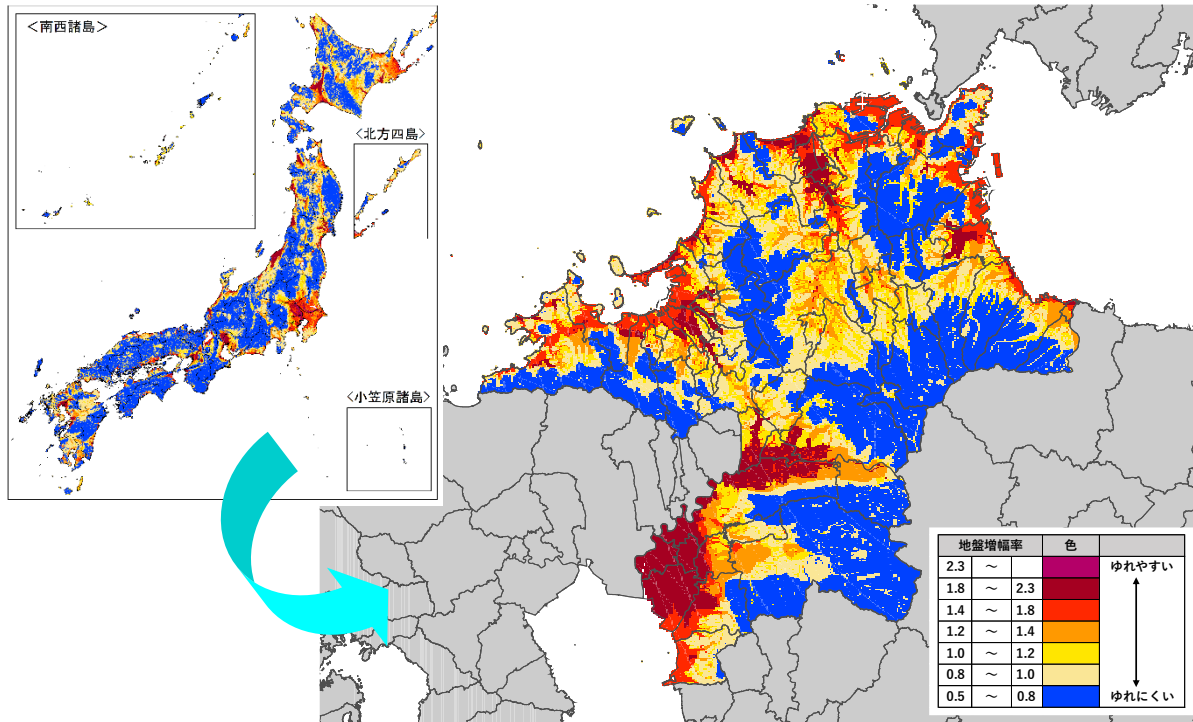 <南西諸島>
<北方四島>
<小笠原諸島>
地盤増幅率 色
2.3 ～ ゆれやすい
1.8 ～ 2.3
1.4 ～ 1.8
1.2 ～ 1.4
1.0 ～ 1.2
0.8 ～ 1.0
0.5 ～ 0.8 ゆれにくい